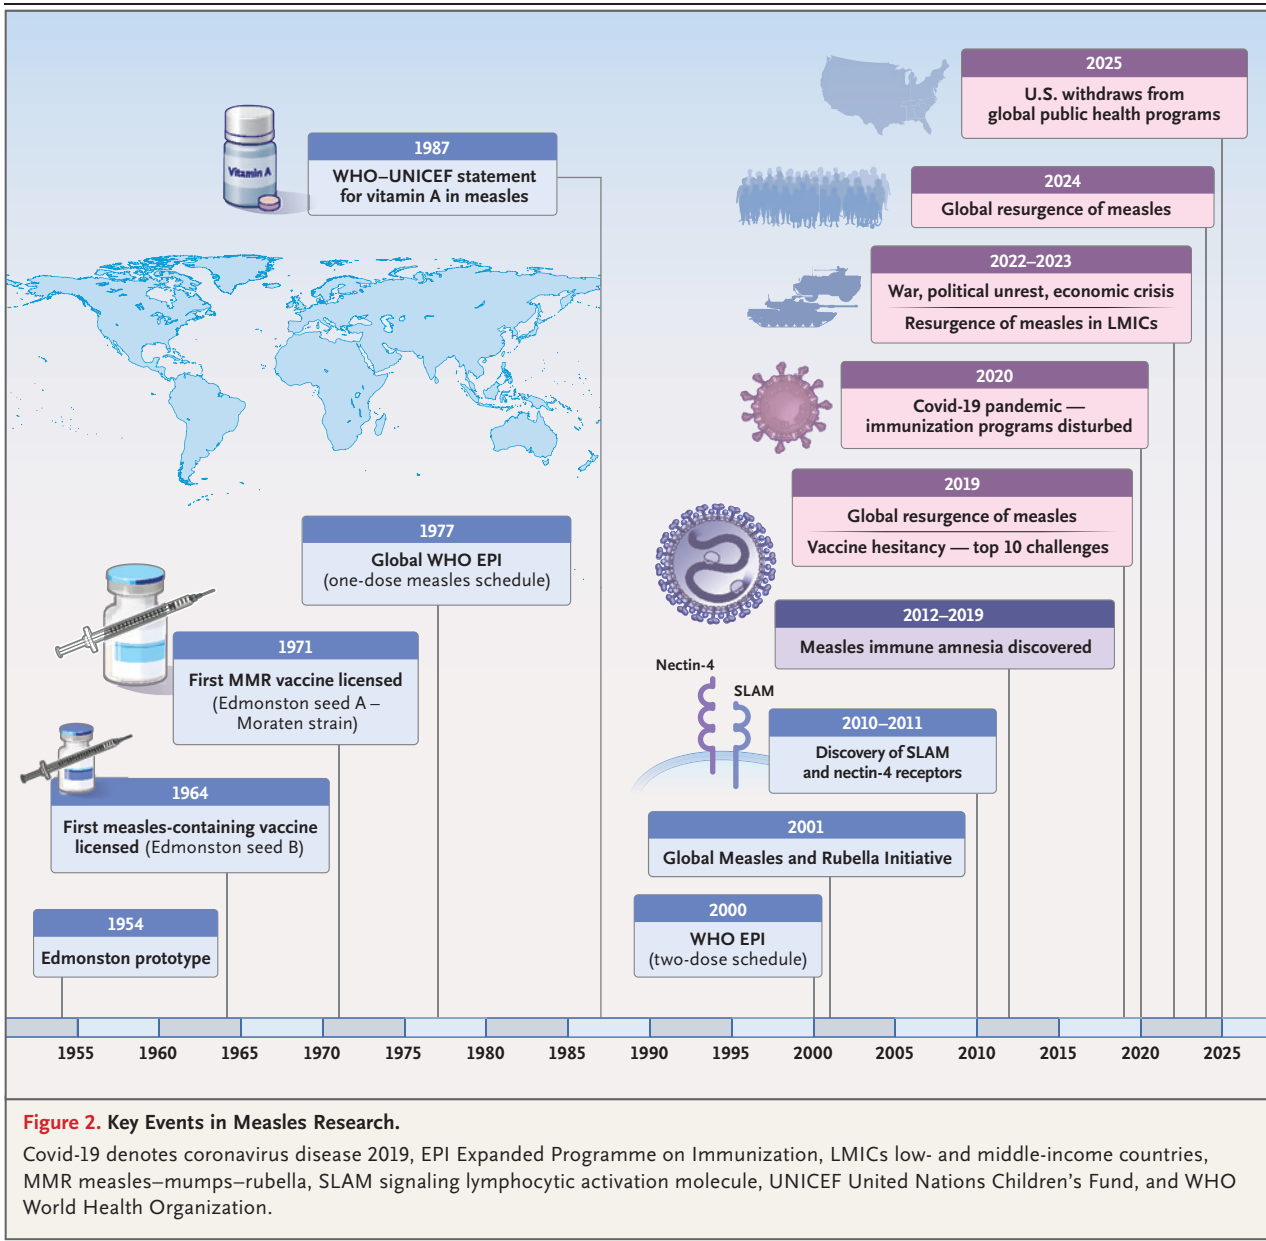 2025
U.S. withdraws from
global public health programs
1987
WHO–UNICEF statement
for vitamin A in measles
Vitamin A
2024
Global resurgence of measles
2022–2023
War, political unrest, economic crisis
Resurgence of measles in LMICs
2020
Covid-19 pandemic —
immunization programs disturbed
2019
Global resurgence of measles
Vaccine hesitancy — top 10 challenges
1977
Global WHO EPI
(one-dose measles schedule)
2012–2019
Measles immune amnesia discovered
1971
First MMR vaccine licensed
(Edmonston seed A –
Moraten strain)
Nectin-4
SLAM
2010–2011
Discovery of SLAM
and nectin-4 receptors
1964
First measles-containing vaccine
licensed (Edmonston seed B)
2001
Global Measles and Rubella Initiative
2000
WHO EPI
(two-dose schedule)
1954
Edmonston prototype
1955 1960 1965 1970 1975 1980 1985 1990 1995 2000 2005 2010 2015 2020 2025
Figure 2. Key Events in Measles Research.
Covid-19 denotes coronavirus disease 2019, EPI Expanded Programme on Immunization, LMICs low- and middle-income countries,
MMR measles–mumps–rubella, SLAM signaling lymphocytic activation molecule, UNICEF United Nations Children's Fund, and WHO
World Health Organization.